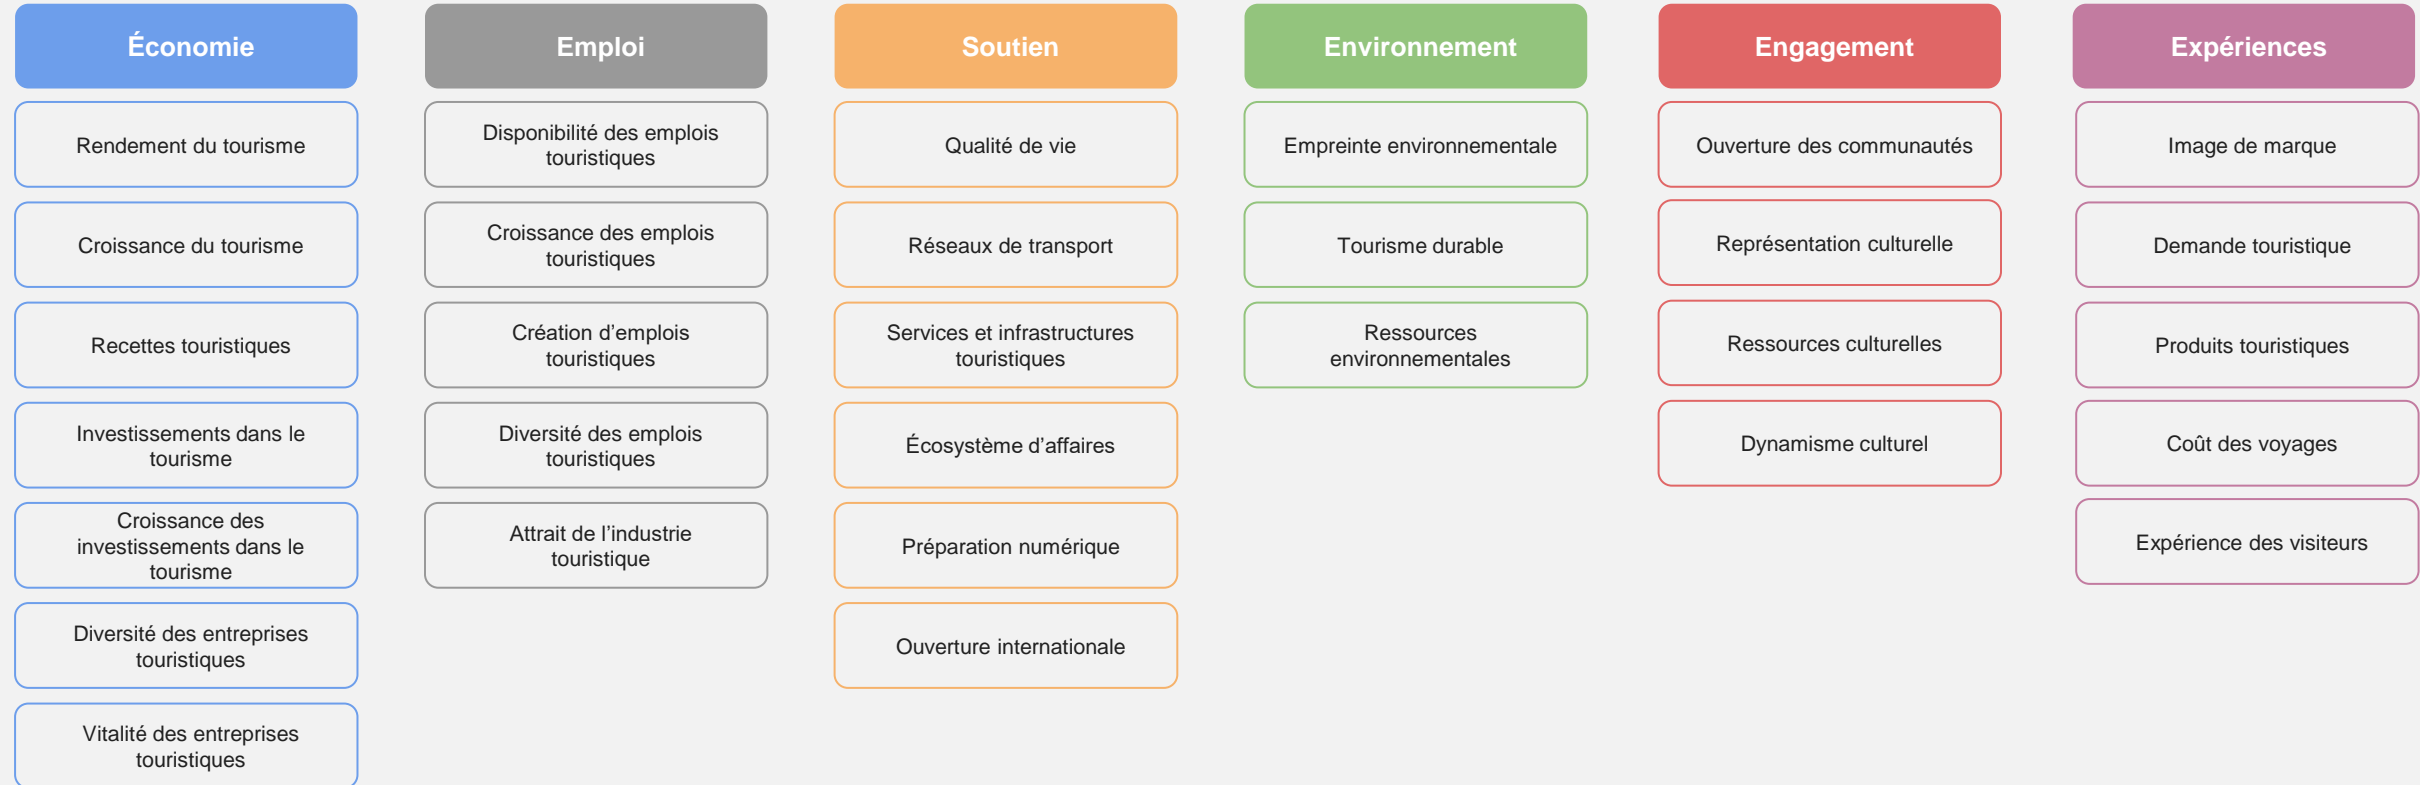 Économie
Rendement du tourisme
Croissance du tourisme
Recettes touristiques
Investissements dans le
tourisme
Croissance des
investissements dans le
tourisme
Diversité des entreprises
touristiques
Vitalité des entreprises
touristiques
Emploi
Disponibilité des emplois
touristiques
Croissance des emplois
touristiques
Création d’emplois
touristiques
Diversité des emplois
touristiques
Attrait de l’industrie
touristique
Soutien
Qualité de vie
Réseaux de transport
Services et infrastructures
touristiques
Écosystème d’affaires
Préparation numérique
Ouverture internationale
Environnement
Empreinte environnementale
Tourisme durable
Ressources
environnementales
Engagement
Ouverture des communautés
Représentation culturelle
Ressources culturelles
Dynamisme culturel
Expériences
Image de marque
Demande touristique
Produits touristiques
Coût des voyages
Expérience des visiteurs